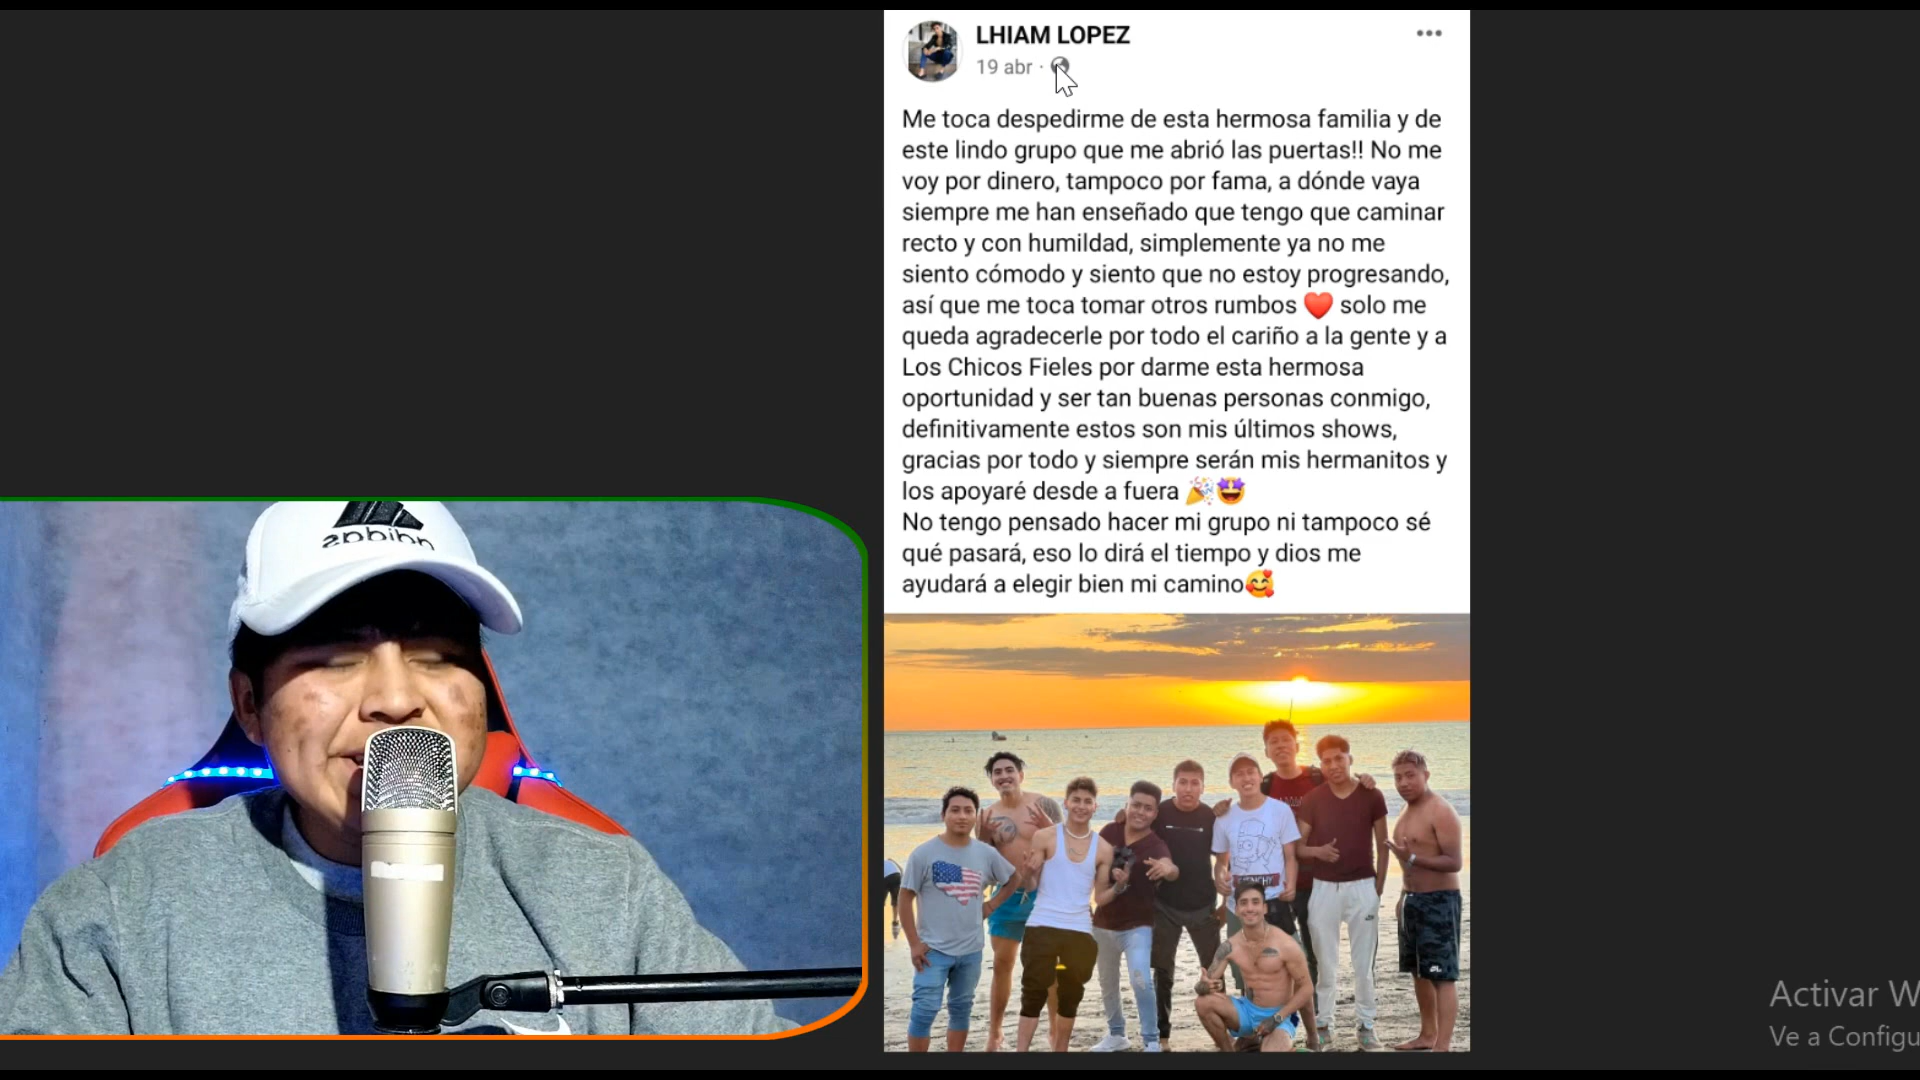 LHIAM LOPEZ
19 abr ·
Me toca despedirme de esta hermosa familia y de
este lindo grupo que me abrió las puertas!! No me
voy por dinero, tampoco por fama, a dónde vaya
siempre me han enseñado que tengo que caminar
recto y con humildad, simplemente ya no me
siento cómodo y siento que no estoy progresando,
así que me toca tomar otros rumbos ❤️ solo me
queda agradecerle por todo el cariño a la gente y a
Los Chicos Fieles por darme esta hermosa
oportunidad y ser tan buenas personas conmigo,
definitivamente estos son mis últimos shows,
gracias por todo y siempre serán mis hermanitos y
los apoyaré desde a fuera 🎉🤩
No tengo pensado hacer mi grupo ni tampoco sé
qué pasará, eso lo dirá el tiempo y dios me
ayudará a elegir bien mi camino🥰
adidas
Activar W
Ve a Configu